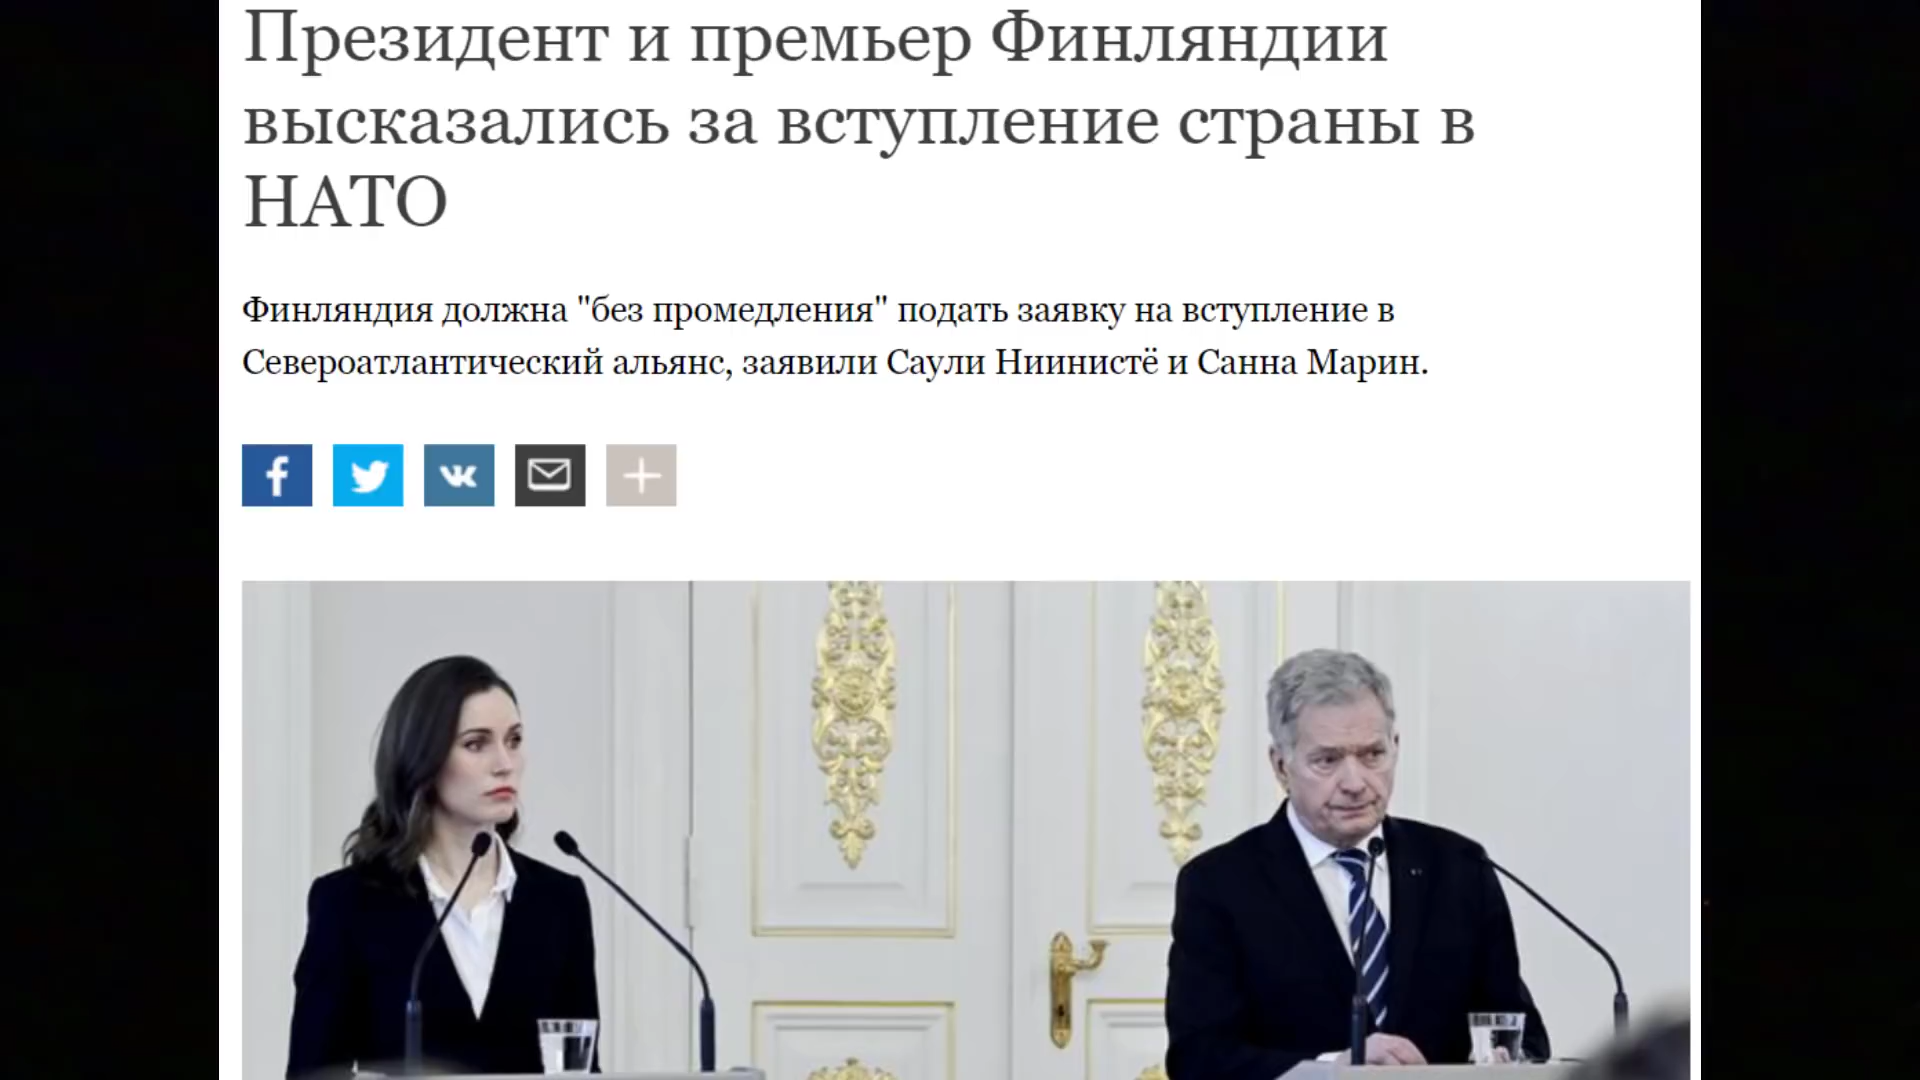 Президент и премьер Финляндии
высказались за вступление страны в
НАТО
Финляндия должна "без промедления" подать заявку на вступление в
Североатлантический альянс, заявили Саули Ниинистё и Санна Марин.